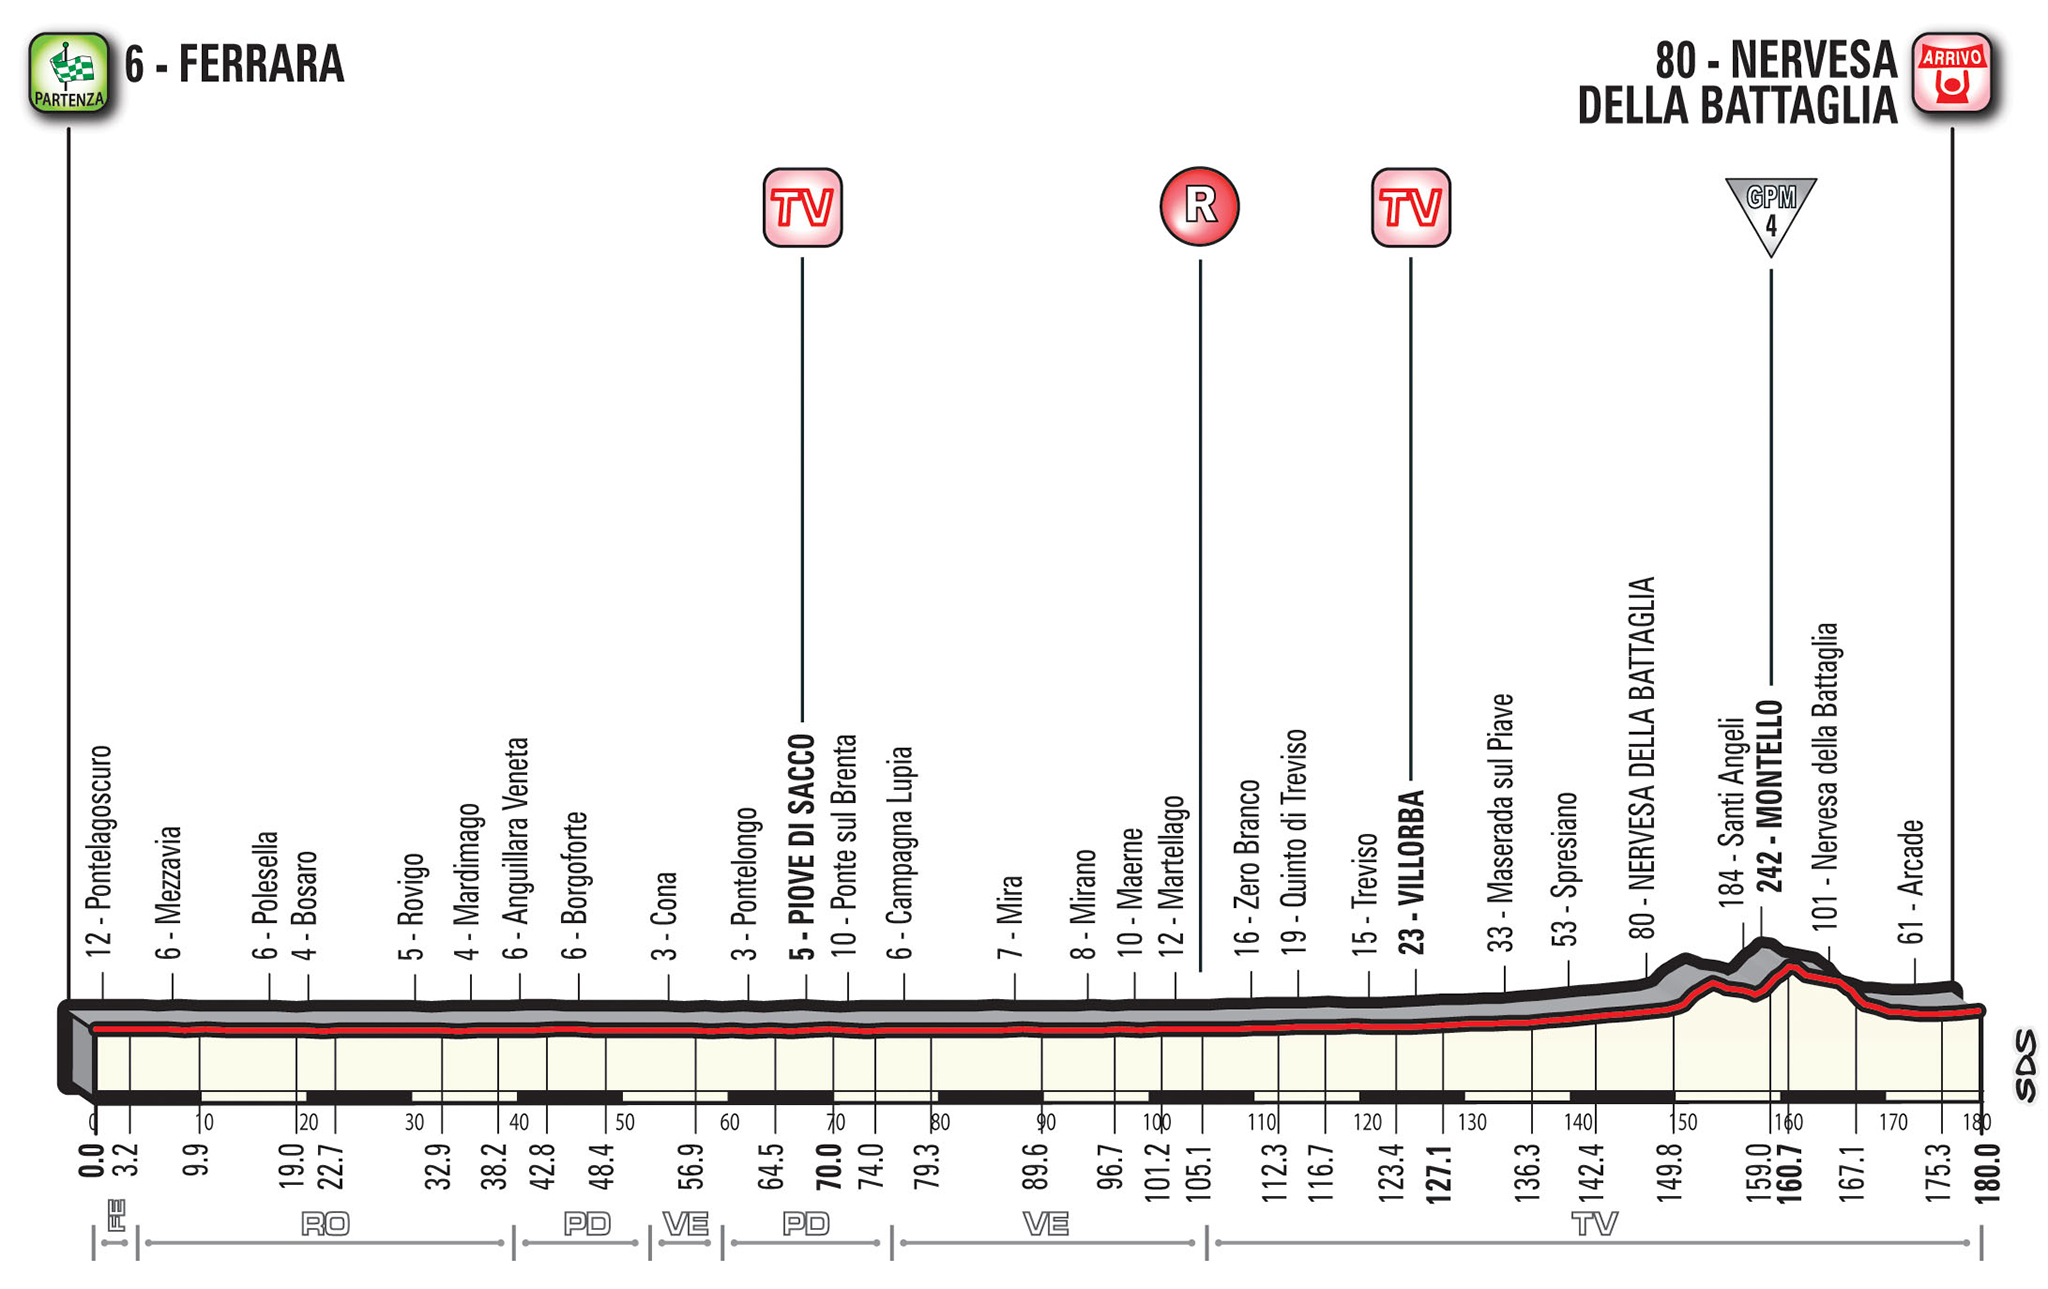 PARTENZA
6 - FERRARA
80 - NERVESA
DELLA BATTAGLIA
ARRIVO
TV
R
TV
GPM
4
12 - Pontelagoscuro
6 - Mezzavia
6 - Polesella
4 - Bosaro
5 - Rovigo
4 - Mardimago
6 - Anguillara Veneta
6 - Borgoforte
3 - Cona
3 - Pontelongo
5 - PIOVE DI SACCO
10 - Ponte sul Brenta
6 - Campagna Lupia
7 - Mira
8 - Mirano
10 - Maerne
12 - Martellago
16 - Zero Branco
19 - Quinto di Treviso
15 - Treviso
23 - VILLORBA
33 - Maserada sul Piave
53 - Spresiano
80 - NERVESA DELLA BATTAGLIA
184 - Santi Angeli
242 - MONTELLO
101 - Nervesa della Battaglia
61 - Arcade
0 10 20 30 40 50 60 70 80 90 100 110 120 130 140 150 160 170 180
0.0 3.2 9.9 19.0 22.7 32.9 38.2 42.8 48.4 56.9 64.5 70.0 74.0 79.3 89.6 96.7 101.2 105.1 112.3 116.7 123.4 127.1 136.3 142.4 149.8 159.0 160.7 167.1 175.3 180.0
FE RO PD VE PD VE TV
SDS